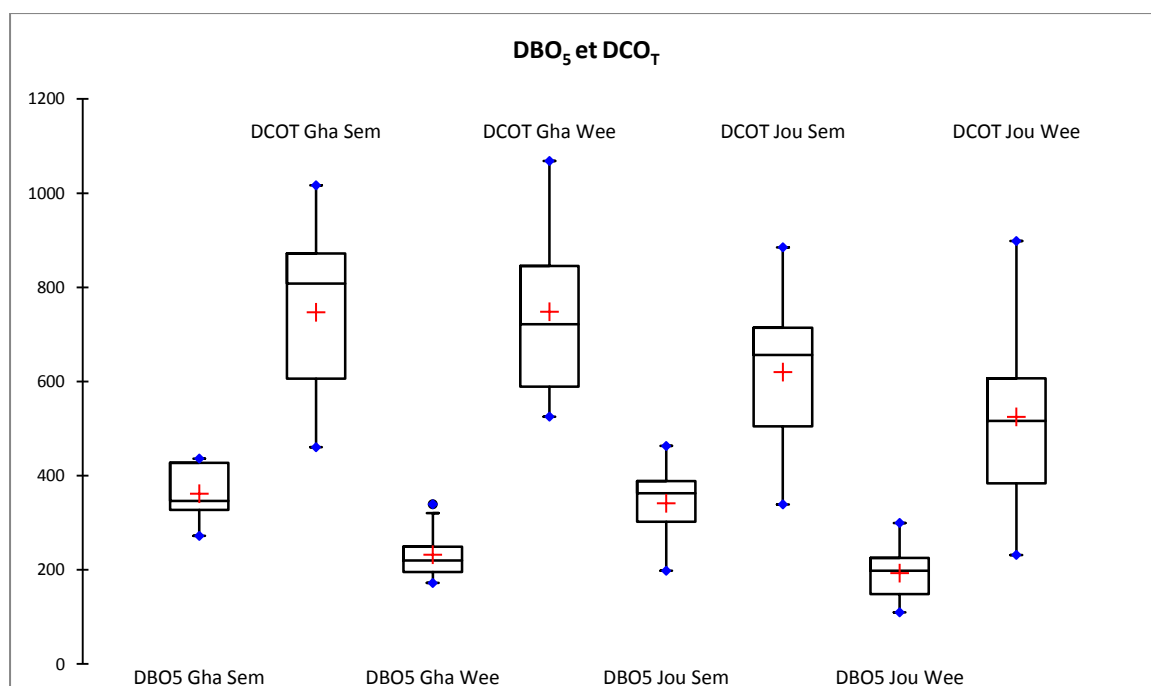 DBO5 et DCOT
1200
DCOT Gha Sem
DCOT Gha Wee
DCOT Jou Sem
DCOT Jou Wee
1000
800
600
400
200
0
DBO5 Gha Sem
DBO5 Gha Wee
DBO5 Jou Sem
DBO5 Jou Wee